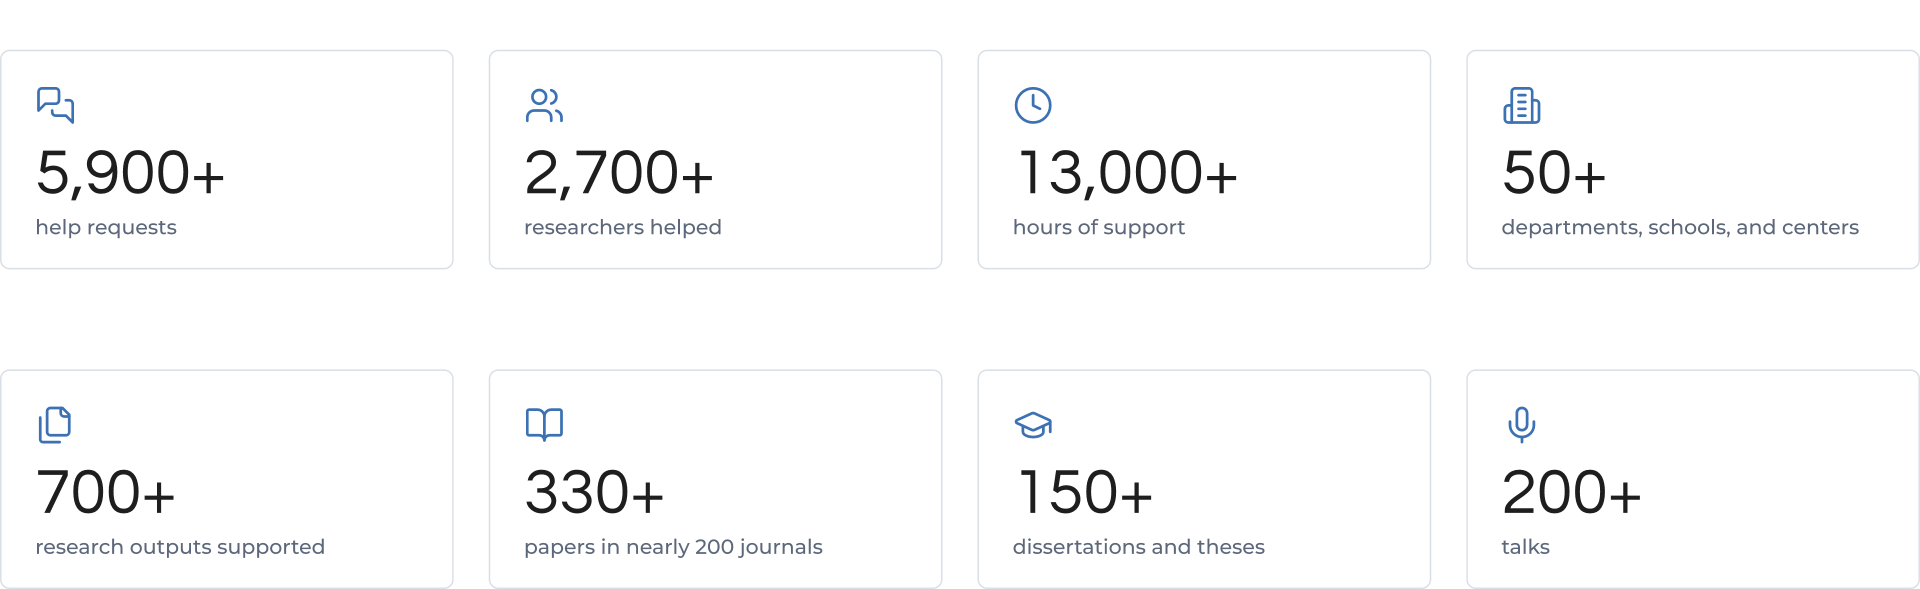 5,900+
help requests
2,700+
researchers helped
13,000+
hours of support
50+
departments, schools, and centers
700+
research outputs supported
330+
papers in nearly 200 journals
150+
dissertations and theses
200+
talks